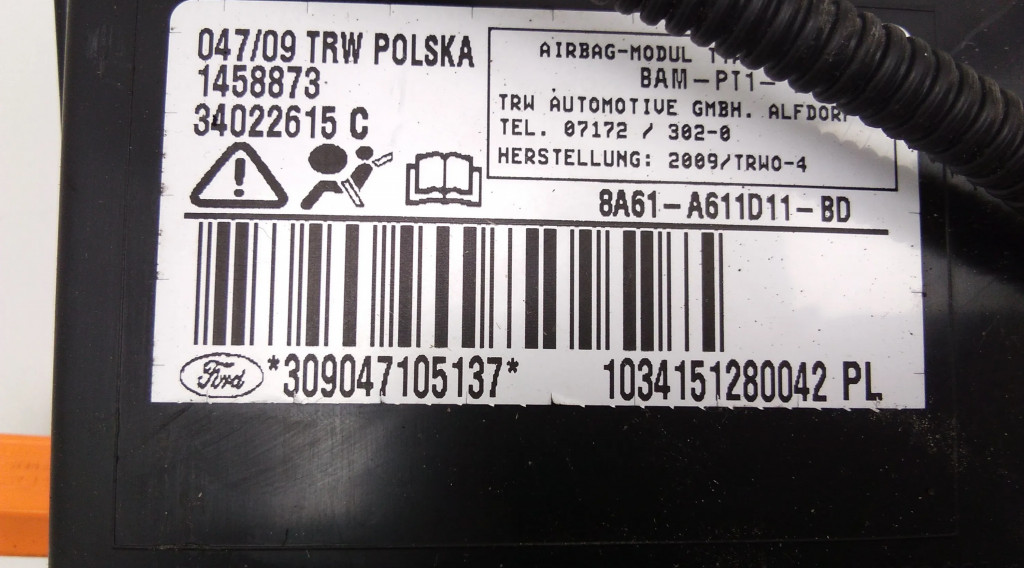 047/09 TRW POLSKA
1458873
34022615 C
AIRBAG-MODUL
BAM-PT1-
TRW AUTOMOTIVE GMBH. ALFDORF
TEL. 07172 / 302-0
HERSTELLUNG: 2009/TRWO-4
8A61-A611D11-BD
Ford
*309047105137*
1034151280042 PL